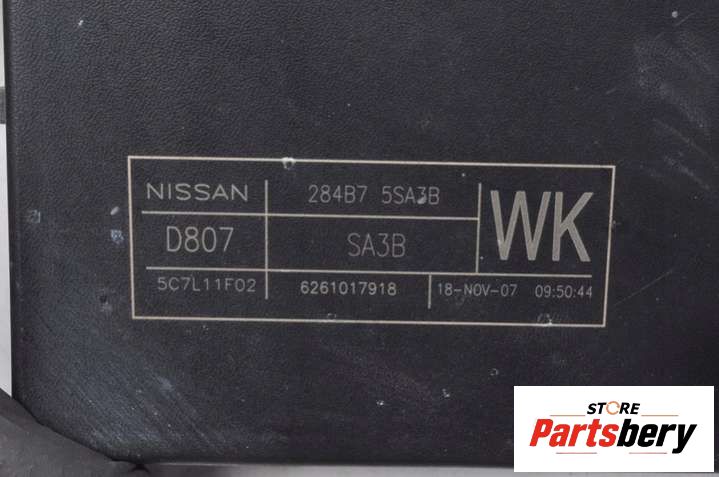 NISSAN 284B7 5SA3B WK
D807 SA3B
5C7L11F02 6261017918 18-NOV-07 09:50:44
STORE
Partsbery